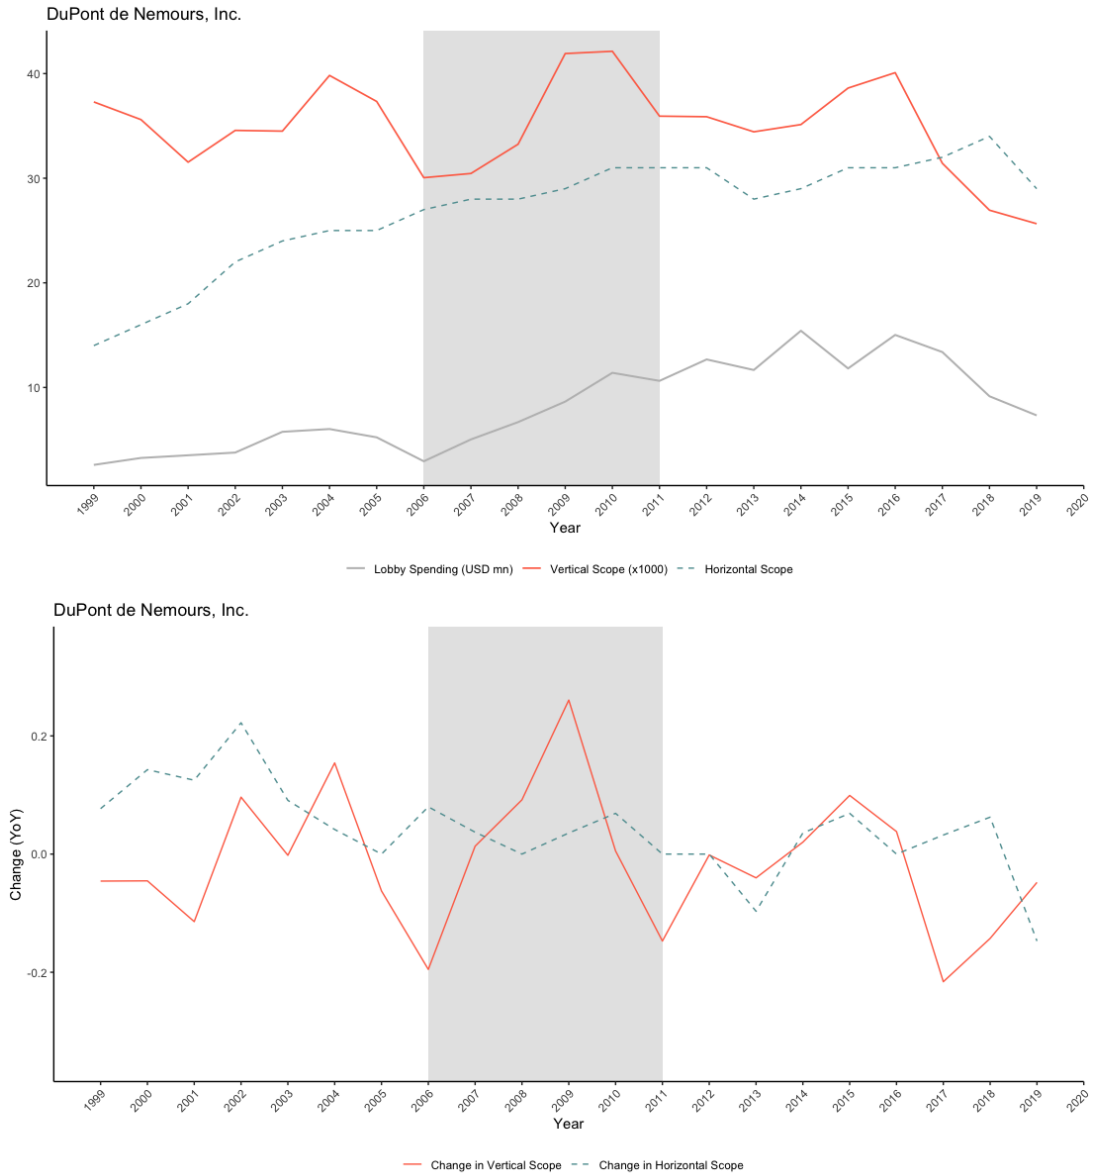 DuPont de Nemours, Inc.
40
30
20
10
1999 2000 2001 2002 2003 2004 2005 2006 2007 2008 2009 2010 2011 2012 2013 2014 2015 2016 2017 2018 2019 2020
Year
Lobby Spending (USD mn) Vertical Scope (x1000) Horizontal Scope
DuPont de Nemours, Inc.
Change (YoY)
0.2
0.0
-0.2
1999 2000 2001 2002 2003 2004 2005 2006 2007 2008 2009 2010 2011 2012 2013 2014 2015 2016 2017 2018 2019 2020
Year
Change in Vertical Scope Change in Horizontal Scope